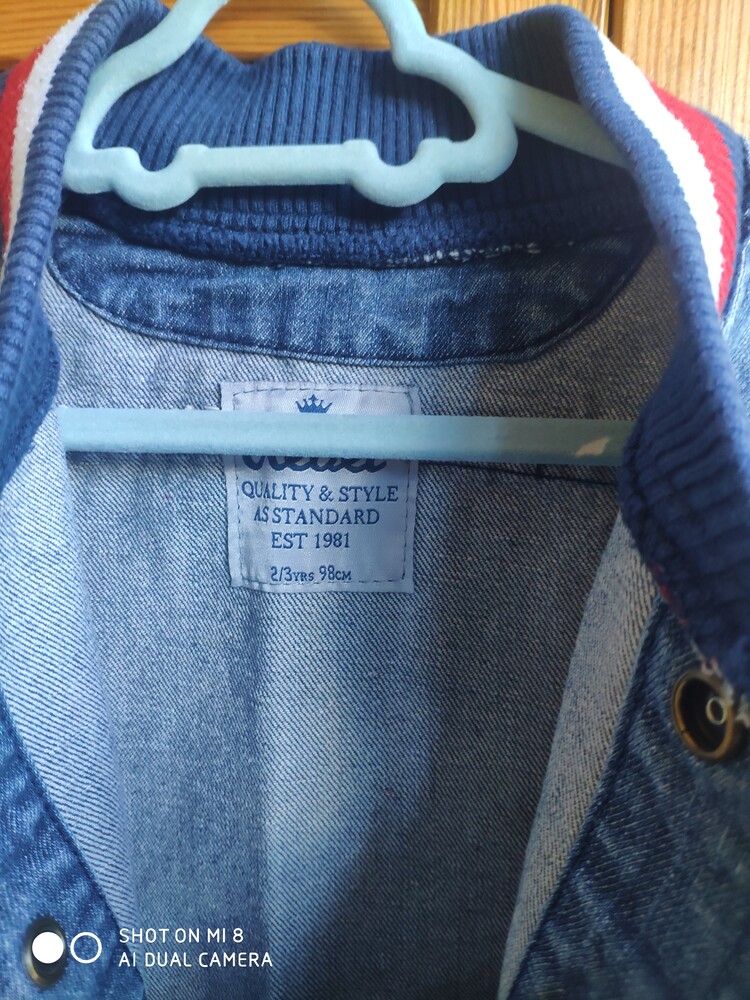 QUALITY & STYLE
AS STANDARD
EST 1981
2/3YRS 98CM
SHOT ON MI 8
AI DUAL CAMERA